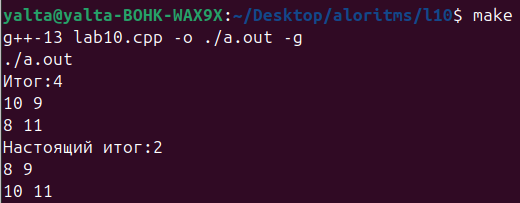 yalta@yalta-BOHK-WAX9X:~/Desktop/aloritms/l10$ make
g++-13 lab10.cpp -o ./a.out -g
./a.out
Итог:4
10 9
8 11
Настоящий итог:2
8 9
10 11